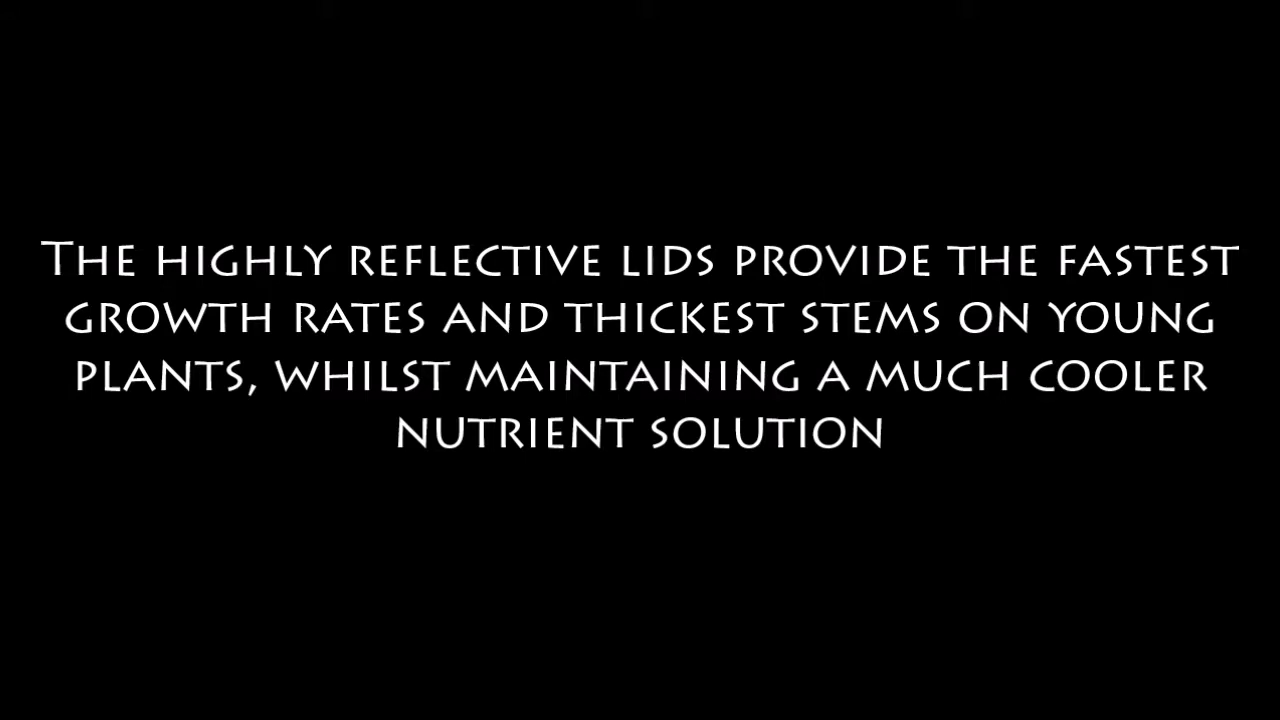 The highly reflective lids provide the fastest
growth rates and thickest stems on young
plants, whilst maintaining a much cooler
nutrient solution